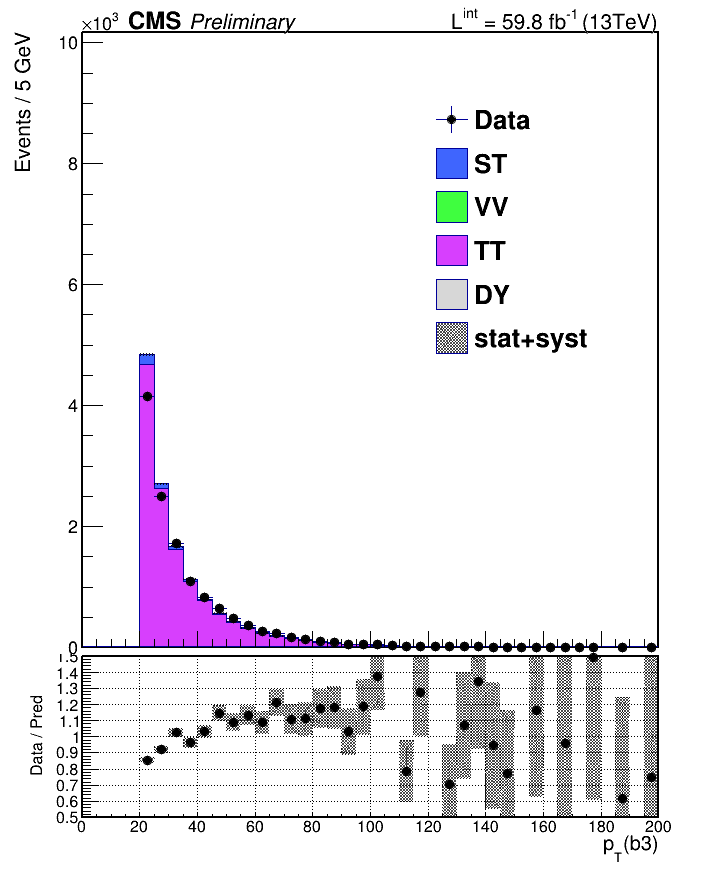 ×10³ CMS Preliminary L^int = 59.8 fb⁻¹ (13TeV)
Events / 5 GeV
10
8
6
4
2
0
Data
ST
VV
TT
DY
stat+syst
Data / Pred
1.5
1.4
1.3
1.2
1.1
1
0.9
0.8
0.7
0.6
0.5
0 20 40 60 80 100 120 140 160 180 200
p_T(b3)